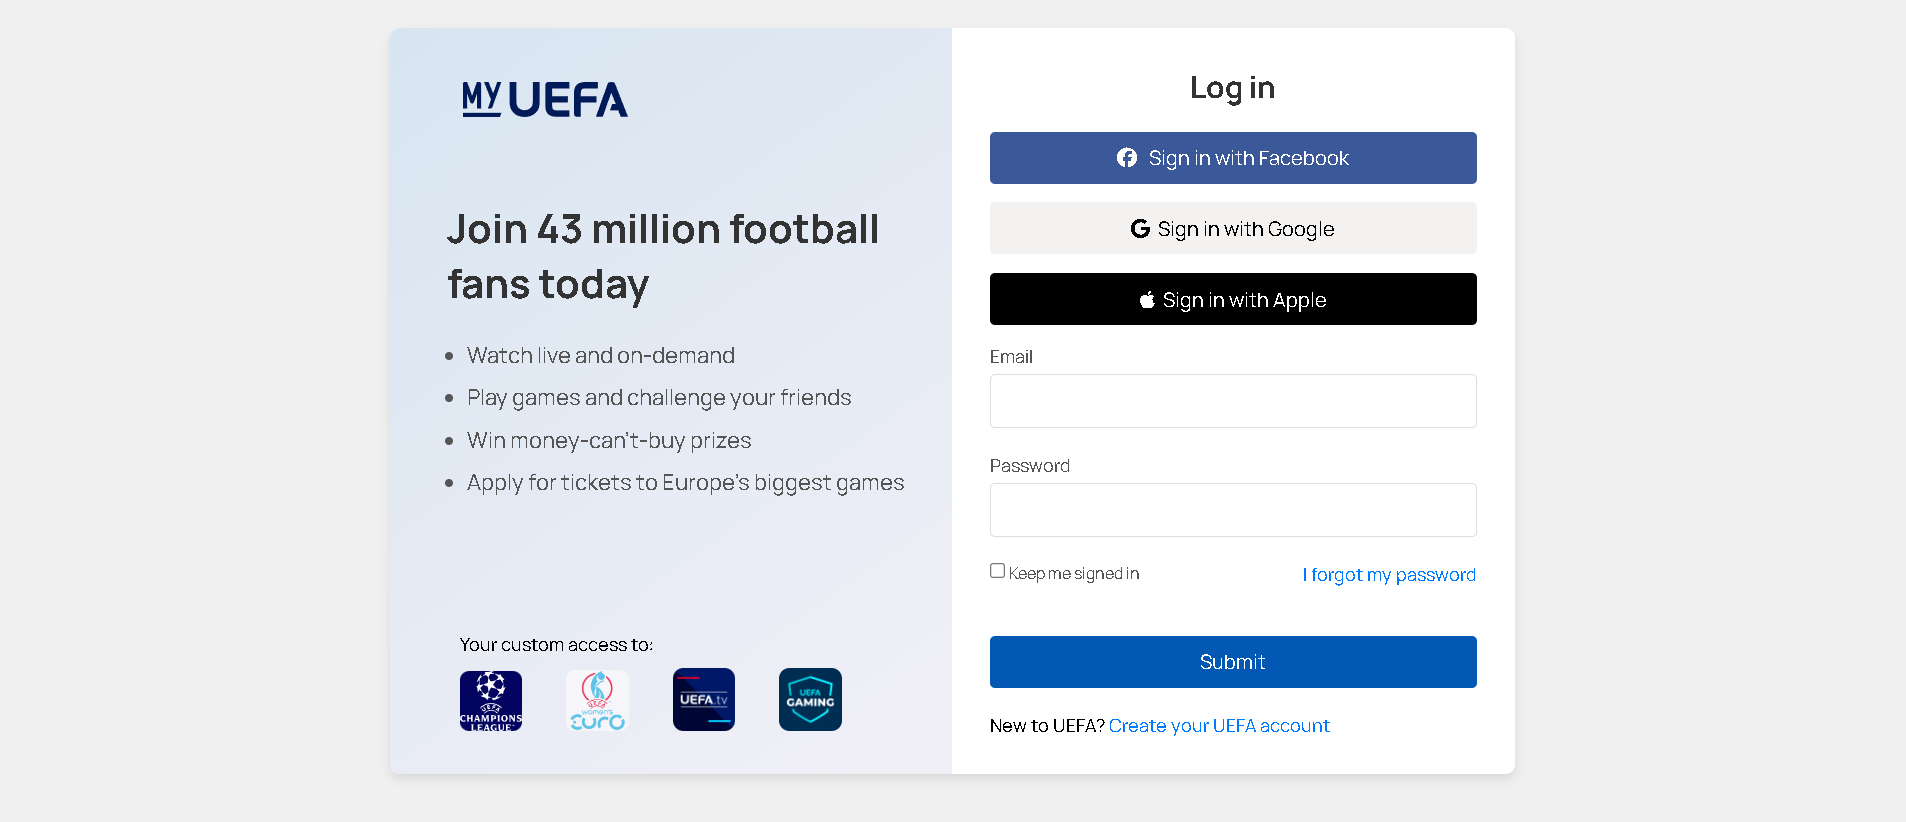 MY UEFA
Join 43 million football
fans today
Watch live and on-demand
Play games and challenge your friends
Win money-can't-buy prizes
Apply for tickets to Europe's biggest games
Your custom access to:
UEFA
CHAMPIONS
LEAGUE
UEFA
women's
EURO
UEFA.tv
UEFA
GAMING
Log in
Sign in with Facebook
Sign in with Google
Sign in with Apple
Email
Password
Keep me signed in
I forgot my password
Submit
New to UEFA? Create your UEFA account